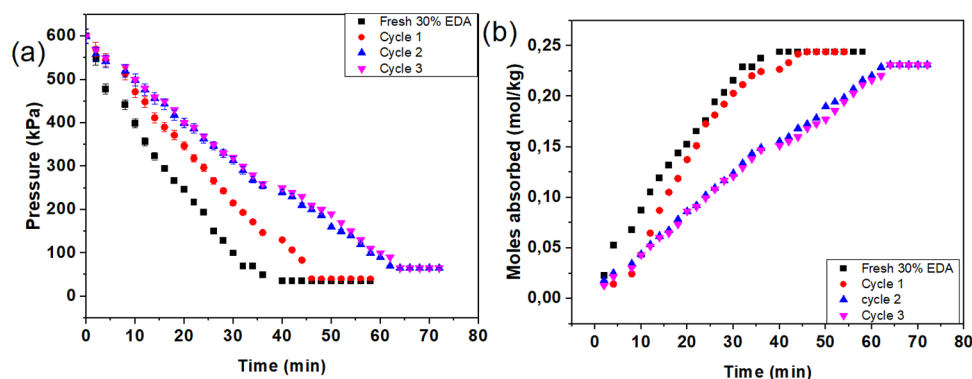 (a)
Pressure (kPa)
600
500
400
300
200
100
0
0 10 20 30 40 50 60 70 80
Time (min)
Fresh 30% EDA
Cycle 1
Cycle 2
Cycle 3
(b)
Moles absorbed (mol/kg)
0,25
0,20
0,15
0,10
0,05
0,00
0 10 20 30 40 50 60 70 80
Time (min)
Fresh 30% EDA
Cycle 1
cycle 2
Cycle 3